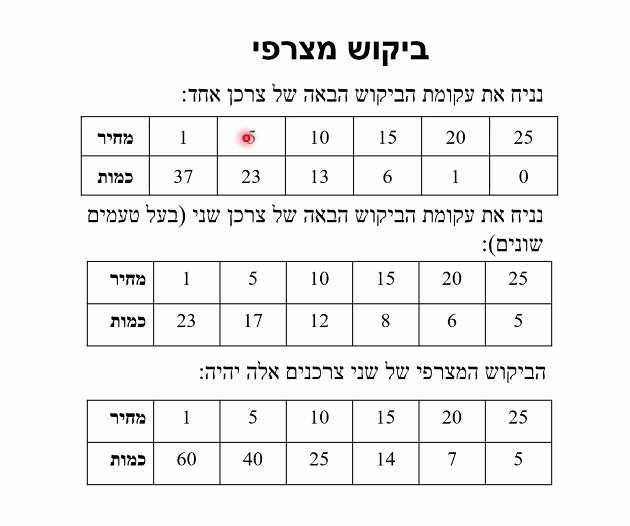 ביקוש מצרפי
נניח את עקומת הביקוש הבאה של צרכן אחד:
מחיר 1 5 10 15 20 25
כמות 37 23 13 6 1 0
נניח את עקומת הביקוש הבאה של צרכן שני (בעל טעמים
שונים):
מחיר 1 5 10 15 20 25
כמות 23 17 12 8 6 5
הביקוש המצרפי של שני צרכנים אלה יהיה:
מחיר 1 5 10 15 20 25
כמות 60 40 25 14 7 5